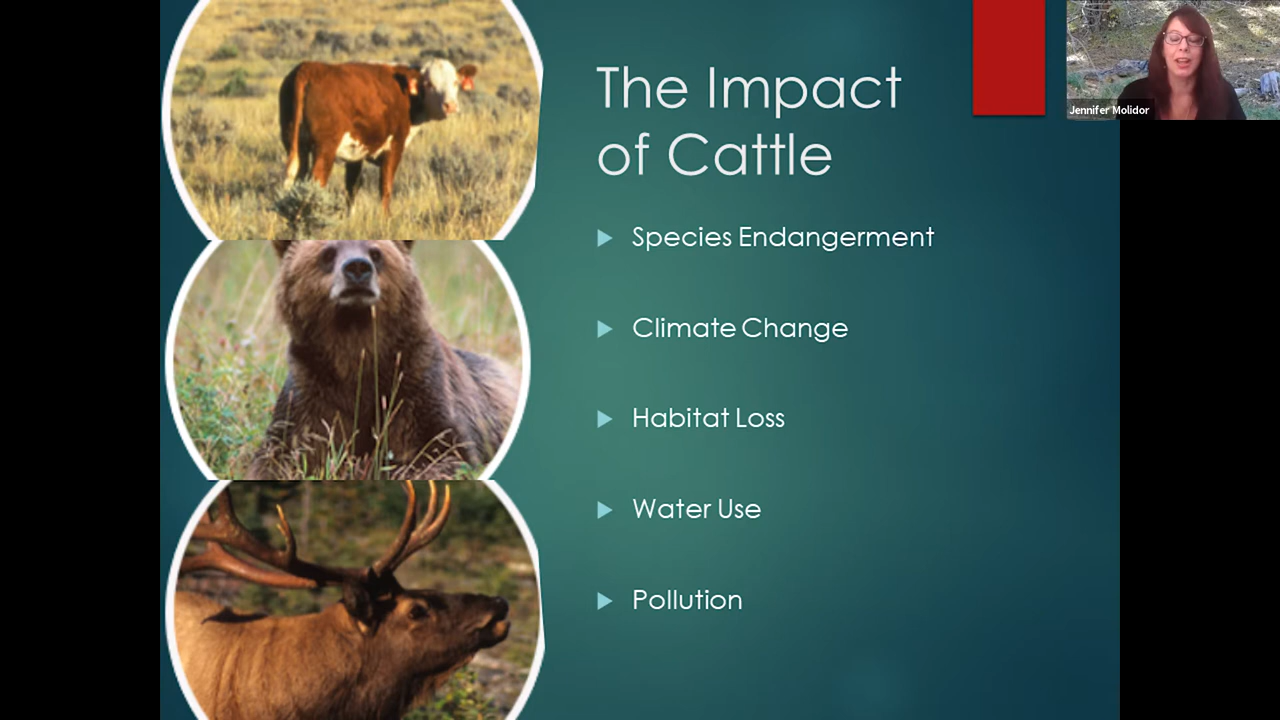 The Impact
of Cattle
Species Endangerment
Climate Change
Habitat Loss
Water Use
Pollution
Jennifer Molidor